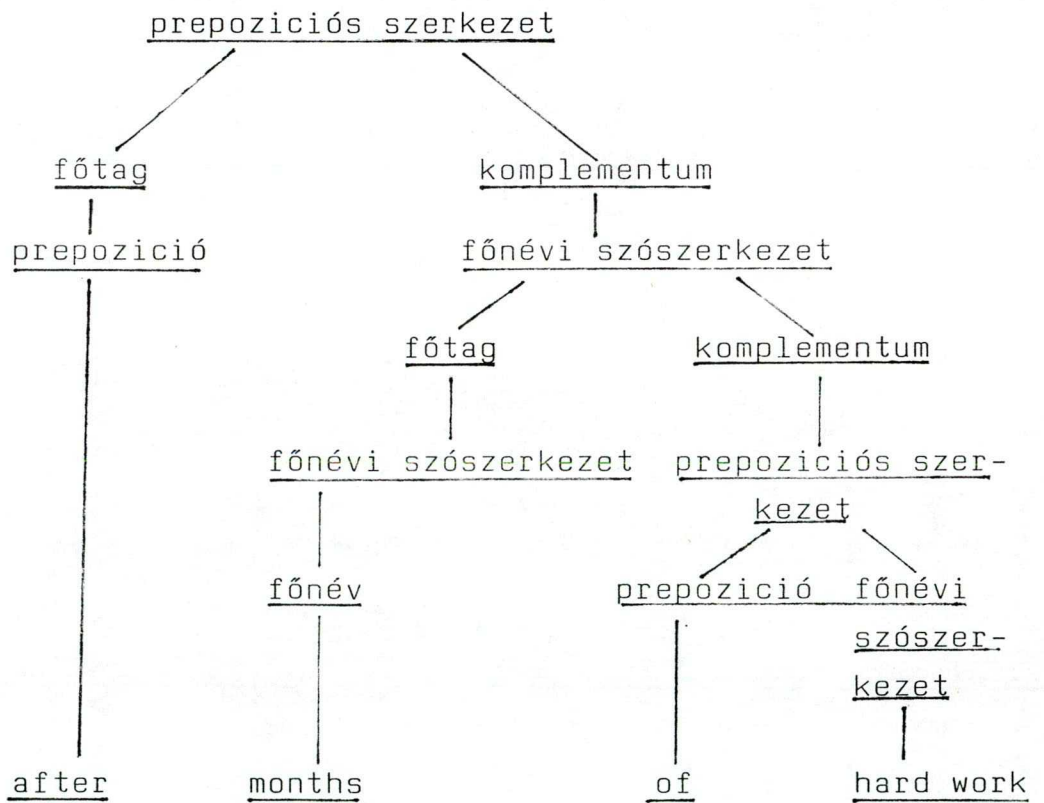 prepoziciós szerkezet
főtag komplementum
prepozició főnévi szószerkezet
főtag komplementum
főnévi szószerkezet prepoziciós szer-
kezet
főnév prepozició főnévi
szószer-
kezet
after months of hard work